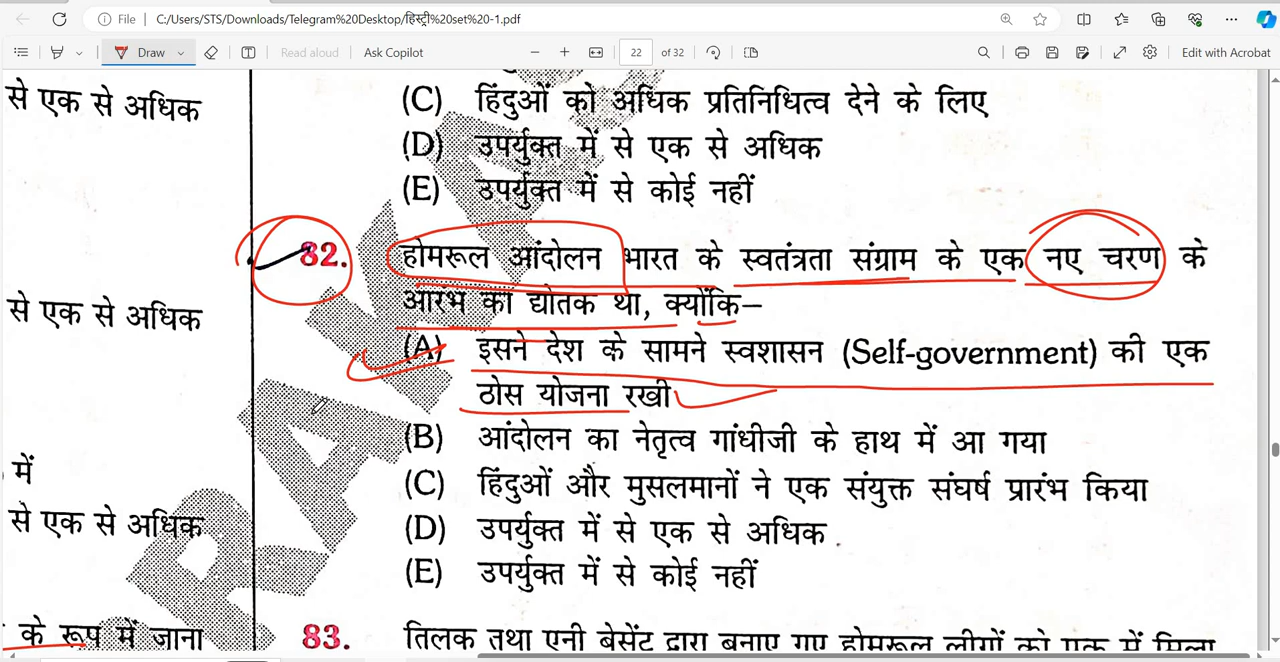 File
C:/Users/STS/Downloads/Telegram%20Desktop/हिस्ट्री%20set%20-1.pdf
Draw
Read aloud
Ask Copilot
22
of 32
Edit with Acrobat
से एक से अधिक
से एक से अधिक
में
से एक से अधिक
के रूप में जाना
(C) हिंदुओं को अधिक प्रतिनिधित्व देने के लिए
(D) उपर्युक्त में से एक से अधिक
(E) उपर्युक्त में से कोई नहीं
82. होमरूल आंदोलन भारत के स्वतंत्रता संग्राम के एक नए चरण के
आरंभ का द्योतक था, क्योंकि–
(A) इसने देश के सामने स्वशासन (Self-government) की एक
ठोस योजना रखी
(B) आंदोलन का नेतृत्व गांधीजी के हाथ में आ गया
(C) हिंदुओं और मुसलमानों ने एक संयुक्त संघर्ष प्रारंभ किया
(D) उपर्युक्त में से एक से अधिक
(E) उपर्युक्त में से कोई नहीं
83. तिलक तथा एनी बेसेंट द्वारा बनाए गए होमरूल लीगों को एक में मिला